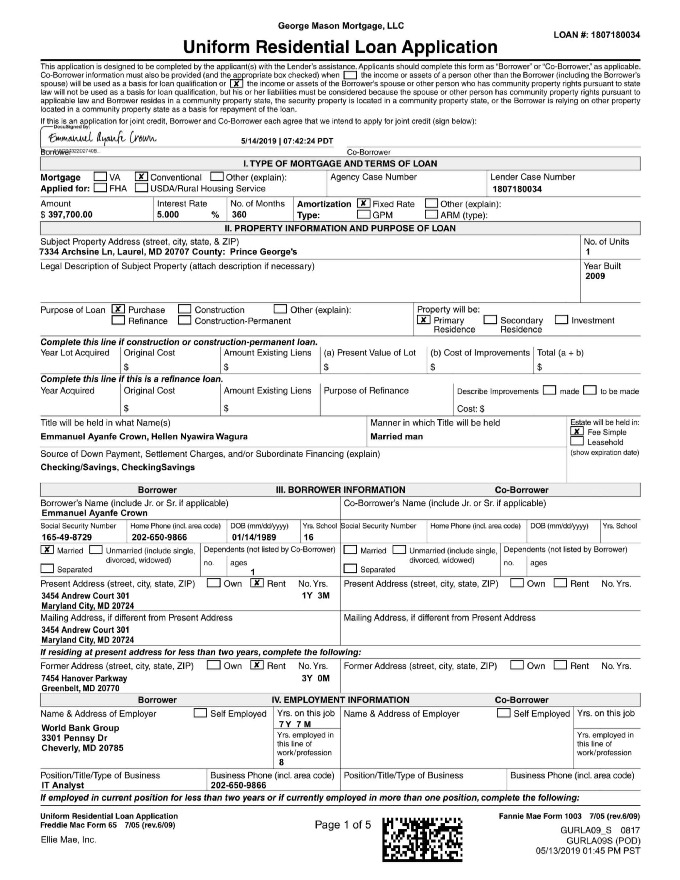 George Mason Mortgage, LLC
LOAN #: 1807180034
Uniform Residential Loan Application
This application is designed to be completed by the applicant(s) with the Lender's assistance. Applicants should complete this form as "Borrower" or "Co-Borrower," as applicable.
Co-Borrower information must also be provided (and the appropriate box checked) when the income or assets of a person other than the Borrower (including the Borrower's
spouse) will be used as a basis for loan qualification or X the income or assets of the Borrower's spouse or other person who has community property rights pursuant to state
law will not be used as a basis for loan qualification, but his or her liabilities must be considered because the spouse or other person has community property rights pursuant to
applicable law and Borrower resides in a community property state, the security property is located in a community property state, or the Borrower is relying on other property
located in a community property state as a basis for repayment of the loan.
If this is an application for joint credit, Borrower and Co-Borrower each agree that we intend to apply for joint credit (sign below):
DocuSigned by:
Emmanuel Ayanfe Crown 5/14/2019 | 07:42:24 PDT
Borrower Co-Borrower
I. TYPE OF MORTGAGE AND TERMS OF LOAN
Mortgage VA X Conventional Other (explain): Agency Case Number Lender Case Number
Applied for: FHA USDA/Rural Housing Service 1807180034
Amount Interest Rate No. of Months Amortization X Fixed Rate Other (explain):
$ 397,700.00 5.000 % 360 Type: GPM ARM (type):
II. PROPERTY INFORMATION AND PURPOSE OF LOAN
Subject Property Address (street, city, state, & ZIP) No. of Units
7334 Archsine Ln, Laurel, MD 20707 County: Prince George's 1
Legal Description of Subject Property (attach description if necessary) Year Built
2009
Purpose of Loan X Purchase Construction Other (explain): Property will be:
Refinance Construction-Permanent X Primary Residence Secondary Residence Investment
Complete this line if construction or construction-permanent loan.
Year Lot Acquired Original Cost Amount Existing Liens (a) Present Value of Lot (b) Cost of Improvements Total (a + b)
$ $ $ $ $
Complete this line if this is a refinance loan.
Year Acquired Original Cost Amount Existing Liens Purpose of Refinance Describe Improvements made to be made
$ $ Cost: $
Title will be held in what Name(s) Manner in which Title will be held Estate will be held in:
Emmanuel Ayanfe Crown, Hellen Nyawira Wagura Married man X Fee Simple
Leasehold
Source of Down Payment, Settlement Charges, and/or Subordinate Financing (explain) (show expiration date)
Checking/Savings, CheckingSavings
Borrower III. BORROWER INFORMATION Co-Borrower
Borrower's Name (include Jr. or Sr. if applicable) Co-Borrower's Name (include Jr. or Sr. if applicable)
Emmanuel Ayanfe Crown
Social Security Number Home Phone (incl. area code) DOB (mm/dd/yyyy) Yrs. School Social Security Number Home Phone (incl. area code) DOB (mm/dd/yyyy) Yrs. School
165-49-8729 202-650-9866 01/14/1989 16
X Married Unmarried (include single, divorced, widowed) Dependents (not listed by Co-Borrower) Married Unmarried (include single, divorced, widowed) Dependents (not listed by Borrower)
Separated no. ages Separated no. ages
1
Present Address (street, city, state, ZIP) Own X Rent No. Yrs. Present Address (street, city, state, ZIP) Own Rent No. Yrs.
3454 Andrew Court 301 1Y 3M
Maryland City, MD 20724
Mailing Address, if different from Present Address Mailing Address, if different from Present Address
3454 Andrew Court 301
Maryland City, MD 20724
If residing at present address for less than two years, complete the following:
Former Address (street, city, state, ZIP) Own X Rent No. Yrs. Former Address (street, city, state, ZIP) Own Rent No. Yrs.
7454 Hanover Parkway 3Y 0M
Greenbelt, MD 20770
Borrower IV. EMPLOYMENT INFORMATION Co-Borrower
Name & Address of Employer Self Employed Yrs. on this job Name & Address of Employer Self Employed Yrs. on this job
7 Y 7 M
World Bank Group Yrs. employed in this line of work/profession Yrs. employed in this line of work/profession
3301 Pennsy Dr
Cheverly, MD 20785
8
Position/Title/Type of Business Business Phone (incl. area code) Position/Title/Type of Business Business Phone (incl. area code)
IT Analyst 202-650-9866
If employed in current position for less than two years or if currently employed in more than one position, complete the following:
Uniform Residential Loan Application Fannie Mae Form 1003 7/05 (rev.6/09)
Freddie Mac Form 65 7/05 (rev.6/09)
Page 1 of 5
GURLA09_S 0817
Ellie Mae, Inc. GURLA09S (POD)
05/13/2019 01:45 PM PST